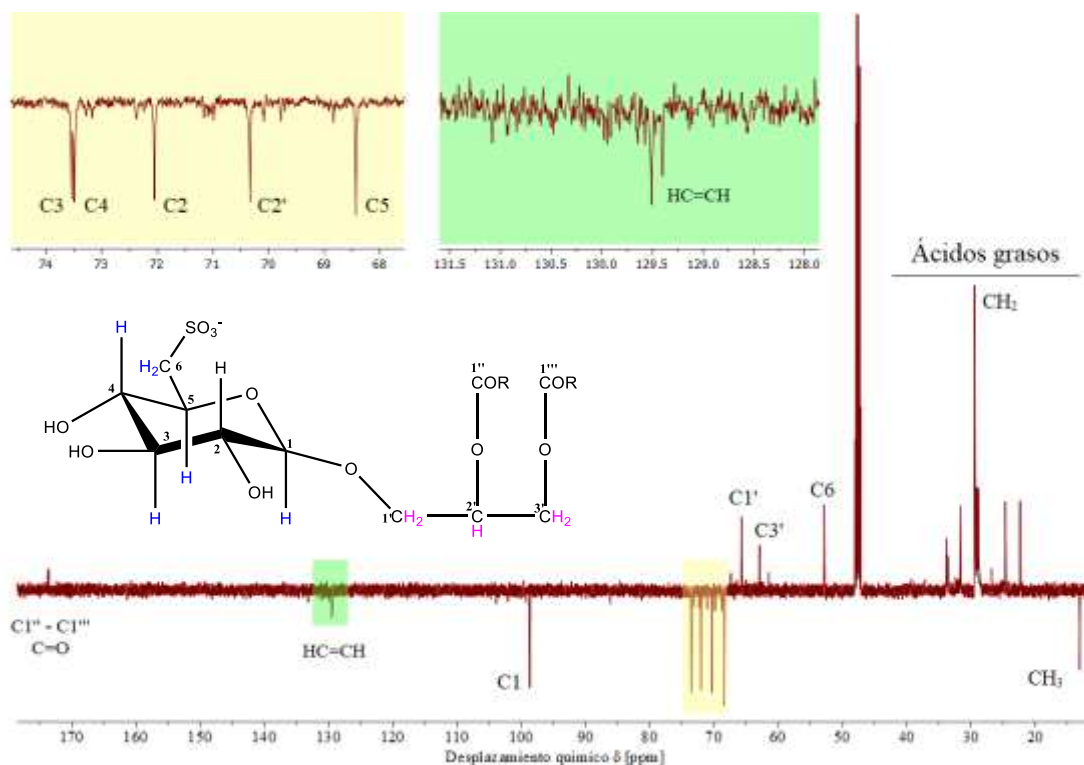 C3 C4 C2 C2' C5
74 73 72 71 70 69 68
HC=CH
131.5 131.0 130.5 130.0 129.5 129.0 128.5 128.0
Ácidos grasos
CH2
H SO3-
H2C H
6
4 5 O
HO
HO 3 2 1
H OH H
H O
1'' 1'''
COR COR
O O
1' CH2 2' C 3' CH2
H
C1' C3' C6
C1'' - C1'''
C=O
HC=CH
C1
CH3
170 160 150 140 130 120 110 100 90 80 70 60 50 40 30 20
Desplazamiento quimico δ [ppm]